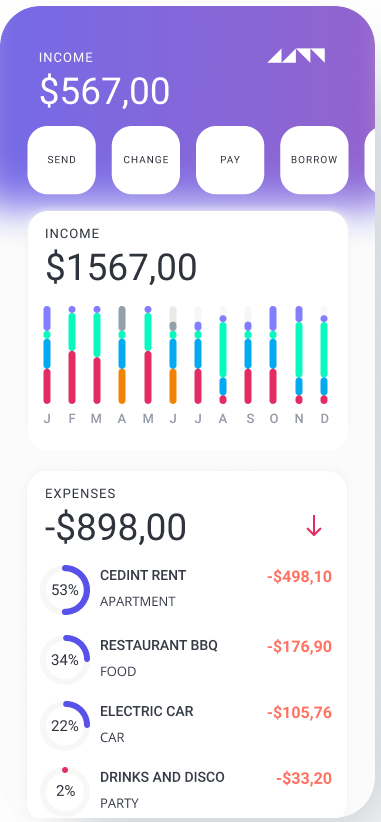 INCOME
$567,00
SEND CHANGE PAY BORROW
INCOME
$1567,00
J F M A M J J A S O N D
EXPENSES
-$898,00
53% CEDINT RENT -$498,10
APARTMENT
34% RESTAURANT BBQ -$176,90
FOOD
22% ELECTRIC CAR -$105,76
CAR
2% DRINKS AND DISCO -$33,20
PARTY